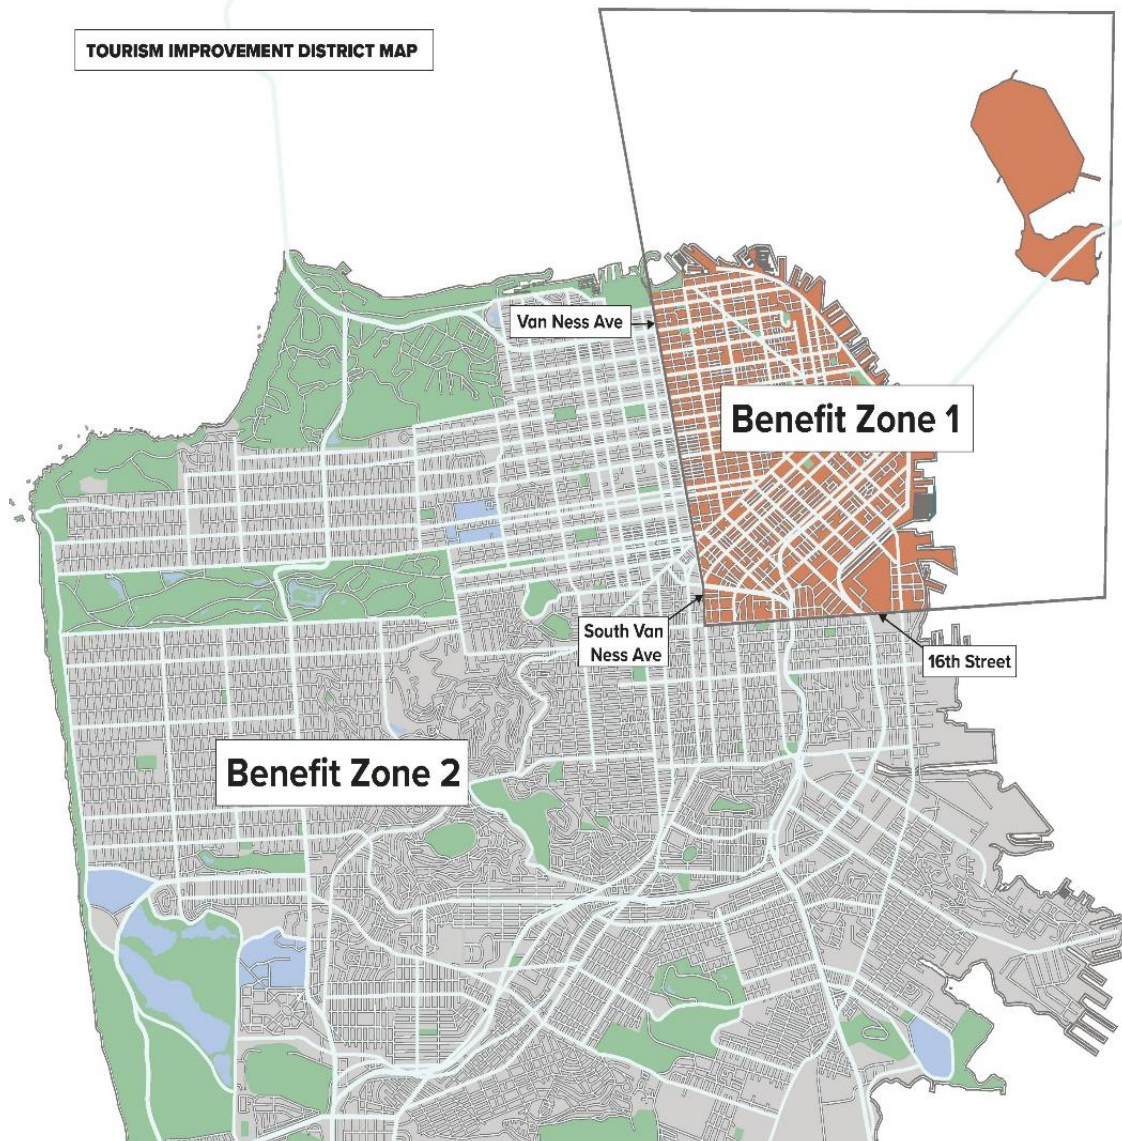 TOURISM IMPROVEMENT DISTRICT MAP
Van Ness Ave
Benefit Zone 1
South Van
Ness Ave
16th Street
Benefit Zone 2